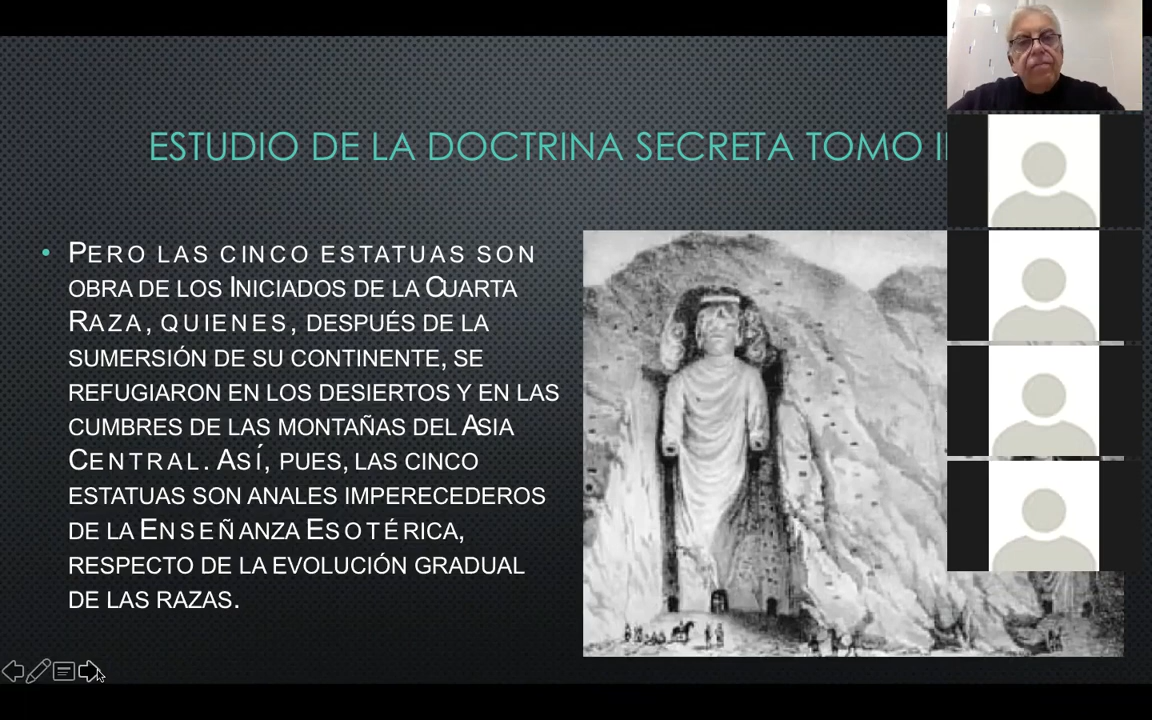 ESTUDIO DE LA DOCTRINA SECRETA TOMO
• PERO LAS CINCO ESTATUAS SON
OBRA DE LOS INICIADOS DE LA CUARTA
RAZA, QUIENES, DESPUÉS DE LA
SUMERSIÓN DE SU CONTINENTE, SE
REFUGIARON EN LOS DESIERTOS Y EN LAS
CUMBRES DE LAS MONTAÑAS DEL ASIA
CENTRAL. ASÍ, PUES, LAS CINCO
ESTATUAS SON ANALES IMPERECEDEROS
DE LA ENSEÑANZA ESOTÉRICA,
RESPECTO DE LA EVOLUCIÓN GRADUAL
DE LAS RAZAS.